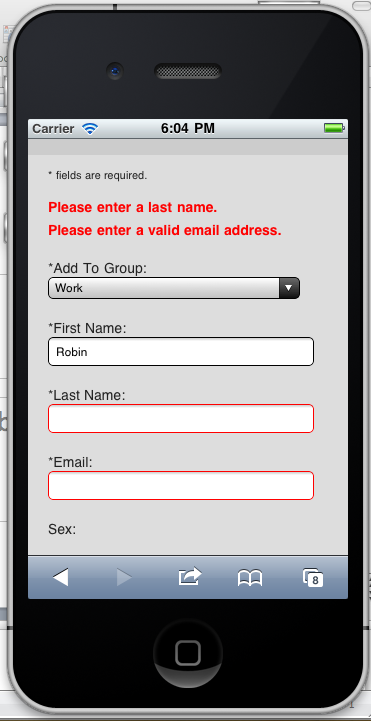 Carrier 6:04 PM
* fields are required.
Please enter a last name.
Please enter a valid email address.
*Add To Group:
Work
*First Name:
Robin
*Last Name:
*Email:
Sex:
8